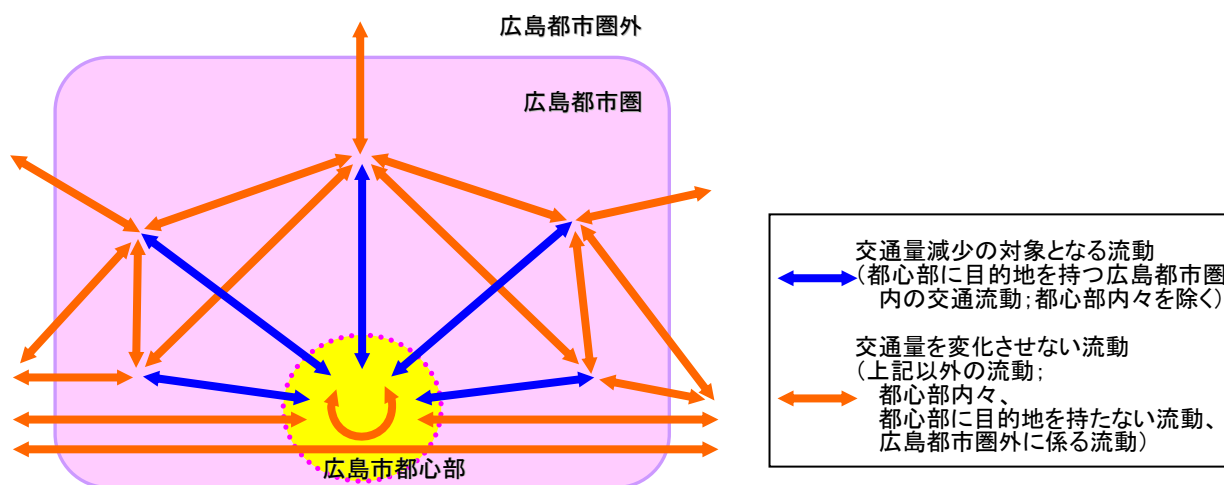 広島都市圏外
広島都市圏
広島市都心部
交通量減少の対象となる流動
(都心部に目的地を持つ広島都市圏
内の交通流動;都心部内々を除く)
交通量を変化させない流動
(上記以外の流動;
都心部内々、
都心部に目的地を持たない流動、
広島都市圏外に係る流動)